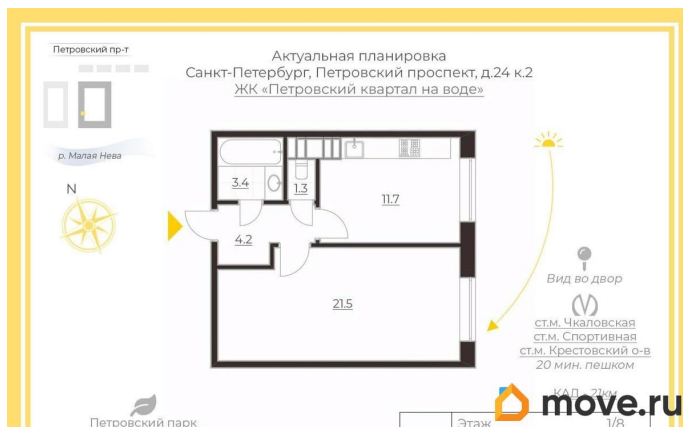 Петровский пр-т
Актуальная планировка
Санкт-Петербург, Петровский проспект, д.24 к.2
ЖК «Петровский квартал на воде»
р. Малая Нева
N
3.4
1.3
11.7
4.2
21.5
Вид во двор
ст.м. Чкаловская
ст.м. Спортивная
ст.м. Крестовский о-в
20 мин. пешком
КАД - 21км
move.ru
Петровский парк
Этаж
1/8